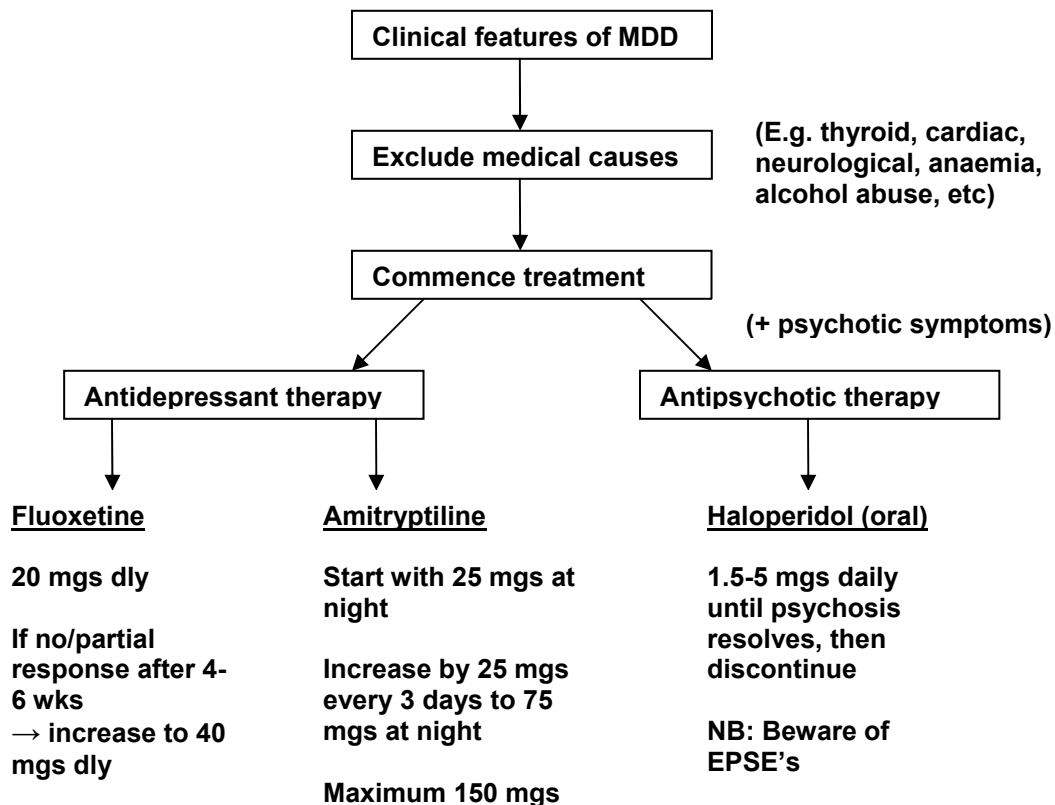 Clinical features of MDD
Exclude medical causes
(E.g. thyroid, cardiac,
neurological, anaemia,
alcohol abuse, etc)
Commence treatment
(+ psychotic symptoms)
Antidepressant therapy
Antipsychotic therapy
Fluoxetine
20 mgs dly
If no/partial
response after 4-
6 wks
→ increase to 40
mgs dly
Amitryptiline
Start with 25 mgs at
night
Increase by 25 mgs
every 3 days to 75
mgs at night
Maximum 150 mgs
Haloperidol (oral)
1.5-5 mgs daily
until psychosis
resolves, then
discontinue
NB: Beware of
EPSE's